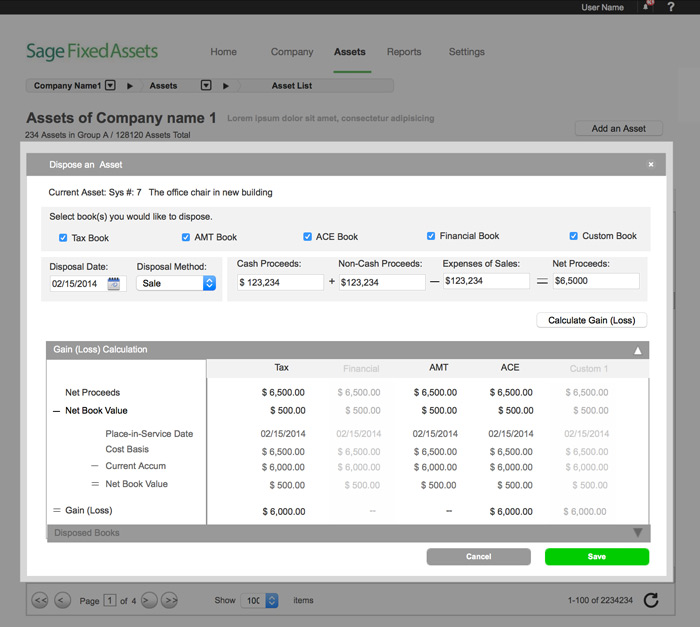 User Name ?
Sage Fixed Assets
Home Company Assets Reports Settings
Company Name1 Assets Asset List
Assets of Company name 1 Lorem ipsum dolor sit amet, consectetur adipisicing
234 Assets in Group A / 128120 Assets Total
Add an Asset
Dispose an Asset ×
Current Asset: Sys #: 7 The office chair in new building
Select book(s) you would like to dispose.
Tax Book AMT Book ACE Book Financial Book Custom Book
Disposal Date: Disposal Method: Cash Proceeds: Non-Cash Proceeds: Expenses of Sales: Net Proceeds:
02/15/2014 Sale $ 123,234 + $123,234 — $123,234 = $6,5000
Calculate Gain (Loss)
Gain (Loss) Calculation
Tax Financial AMT ACE Custom 1
Net Proceeds $ 6,500.00 $ 6,500.00 $ 6,500.00 $ 6,500.00 $ 6,500.00
— Net Book Value $ 500.00 $ 500.00 $ 500.00 $ 500.00 $ 500.00
Place-in-Service Date 02/15/2014 02/15/2014 02/15/2014 02/15/2014 02/15/2014
Cost Basis $ 6,500.00 $ 6,500.00 $ 6,500.00 $ 6,500.00 $ 6,500.00
— Current Accum $ 6,000.00 $ 6,000.00 $ 6,000.00 $ 6,000.00 $ 6,000.00
= Net Book Value $ 500.00 $ 500.00 $ 500.00 $ 500.00 $ 500.00
= Gain (Loss) $ 6,000.00 -- -- $ 6,000.00 $ 6,000.00
Disposed Books
Cancel Save
<< < Page 1 of 4 > >> Show 100 items 1-100 of 2234234